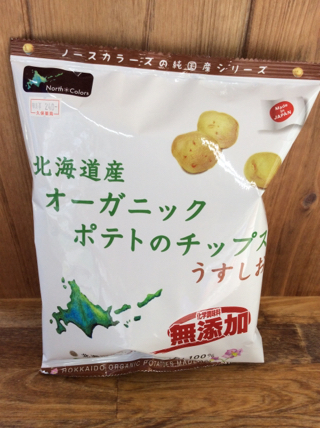 ノースカラーズの純国産シリーズ
North*Colors
Made in JAPAN
北海道産
オーガニック
ポテトのチップス
うすしお
化学調味料
無添加
100%
HOKKAIDO ORGANIC POTATOES